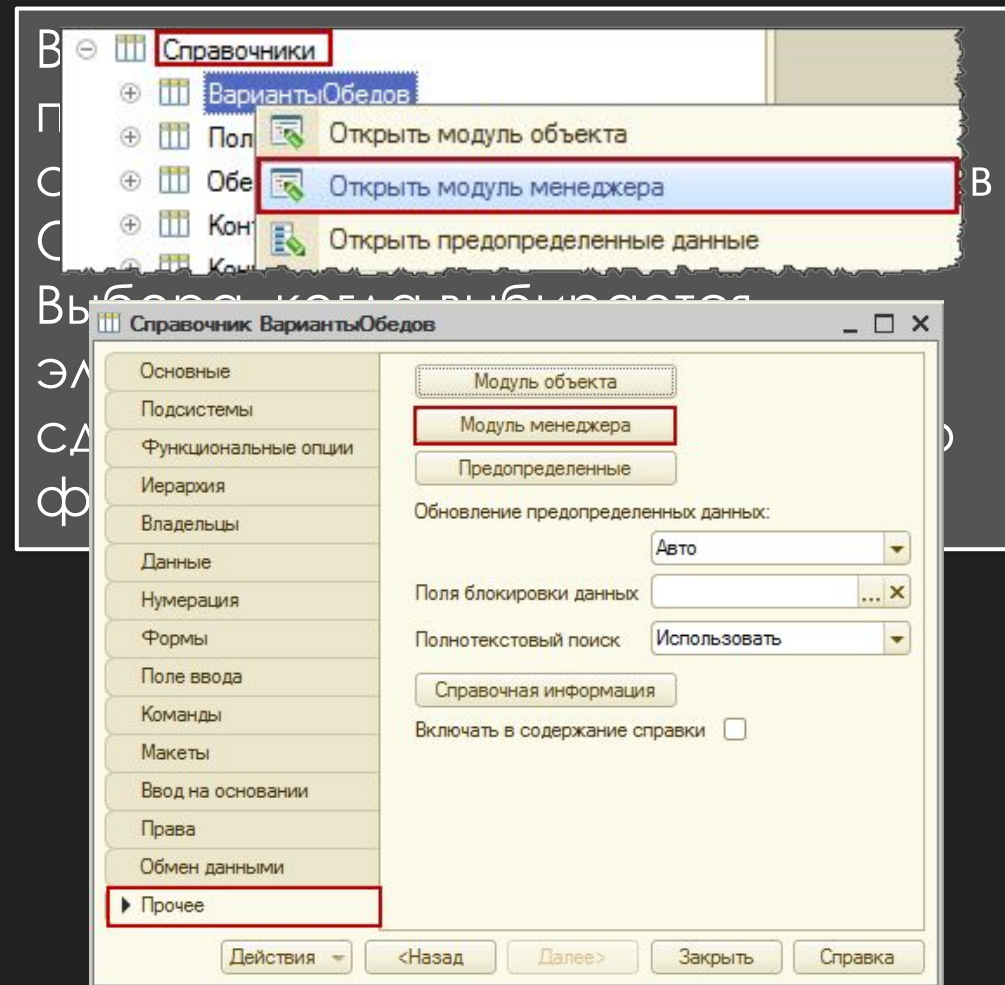 Справочники
ВариантыОбедов
Открыть модуль объекта
Открыть модуль менеджера
в
Открыть предопределенные данные
Справочник ВариантыОбедов
Основные
Подсистемы
Функциональные опции
Иерархия
Владельцы
Данные
Нумерация
Формы
Поле ввода
Команды
Макеты
Ввод на основании
Права
Обмен данными
Прочее
Модуль объекта
Модуль менеджера
Предопределенные
Обновление предопределенных данных:
Авто
Поля блокировки данных
...
Полнотекстовый поиск Использовать
Справочная информация
Включать в содержание справки
Действия <Назад Далее> Закрыть Справка